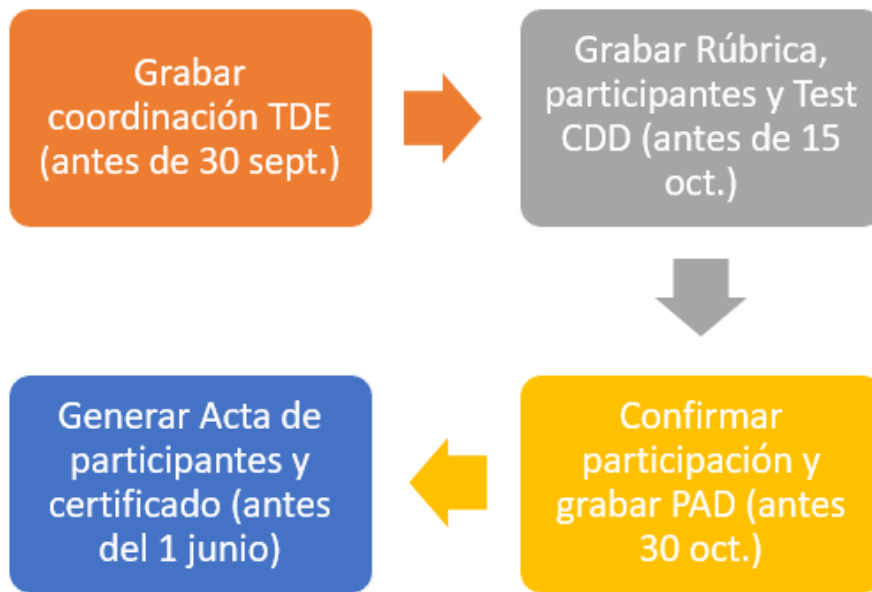 Grabar
coordinación TDE
(antes de 30 sept.)
Grabar Rúbrica,
participantes y Test
CDD (antes de 15
oct.)
Confirmar
participación y
grabar PAD (antes
30 oct.)
Generar Acta de
participantes y
certificado (antes
del 1 junio)